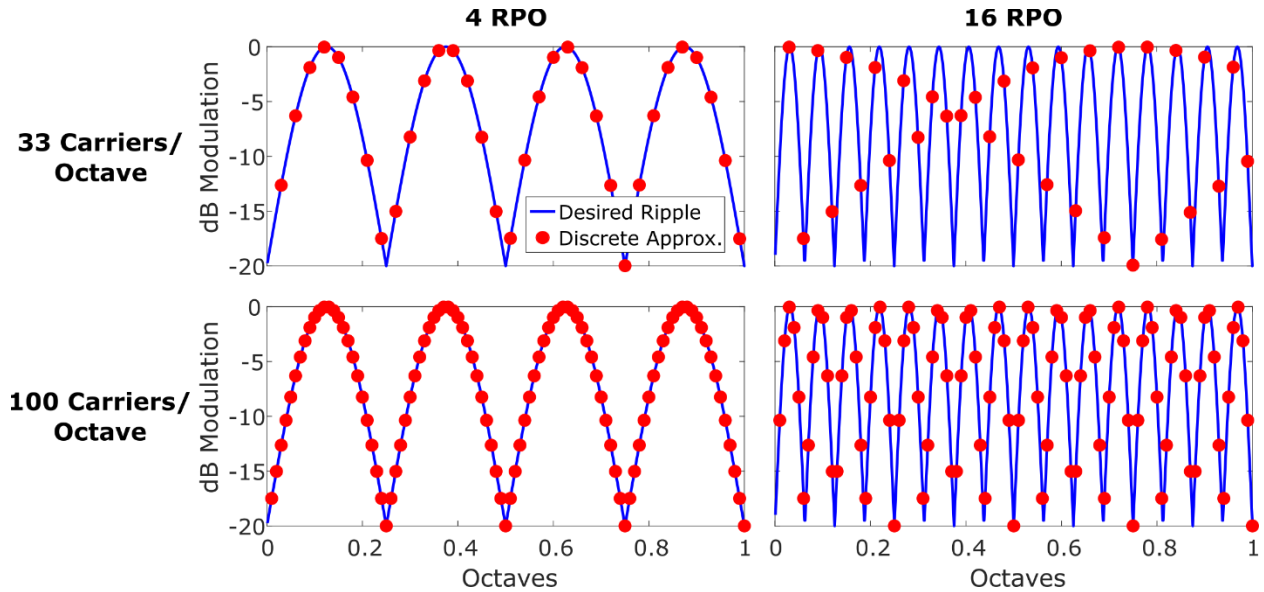 4 RPO
16 RPO
33 Carriers/
Octave
dB Modulation
0
-5
-10
-15
-20
Desired Ripple
Discrete Approx.
100 Carriers/
Octave
dB Modulation
0
-5
-10
-15
-20
0
0.2
0.4
0.6
0.8
1
Octaves
0
0.2
0.4
0.6
0.8
1
Octaves